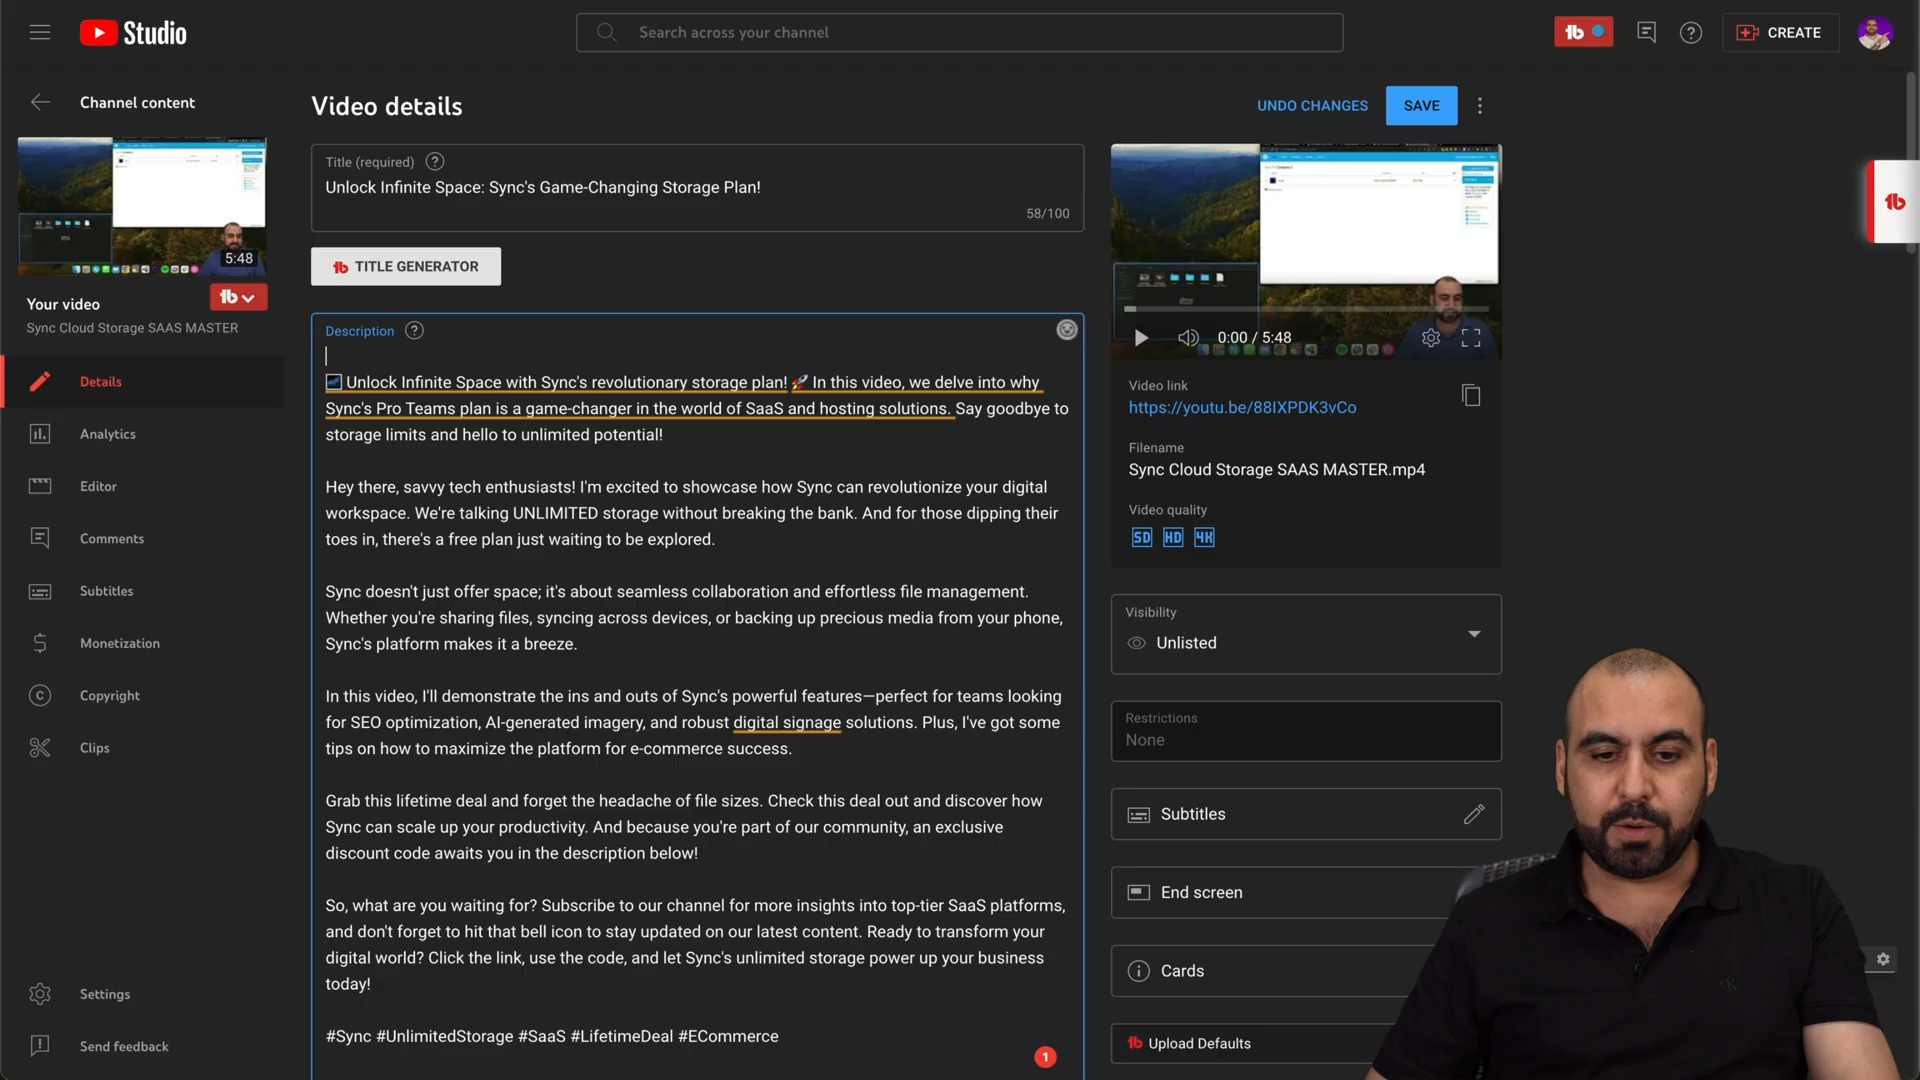 Studio
Search across your channel
CREATE
Channel content
Video details
UNDO CHANGES
SAVE
Title (required)
Unlock Infinite Space: Sync's Game-Changing Storage Plan!
58/100
TITLE GENERATOR
5:48
Your video
Sync Cloud Storage SAAS MASTER
Details
Analytics
Editor
Comments
Subtitles
Monetization
Copyright
Clips
Settings
Send feedback
Description
Unlock Infinite Space with Sync's revolutionary storage plan! 🚀 In this video, we delve into why
Sync's Pro Teams plan is a game-changer in the world of SaaS and hosting solutions. Say goodbye to
storage limits and hello to unlimited potential!
Hey there, savvy tech enthusiasts! I'm excited to showcase how Sync can revolutionize your digital
workspace. We're talking UNLIMITED storage without breaking the bank. And for those dipping their
toes in, there's a free plan just waiting to be explored.
Sync doesn't just offer space; it's about seamless collaboration and effortless file management.
Whether you're sharing files, syncing across devices, or backing up precious media from your phone,
Sync's platform makes it a breeze.
In this video, I'll demonstrate the ins and outs of Sync's powerful features—perfect for teams looking
for SEO optimization, AI-generated imagery, and robust digital signage solutions. Plus, I've got some
tips on how to maximize the platform for e-commerce success.
Grab this lifetime deal and forget the headache of file sizes. Check this deal out and discover how
Sync can scale up your productivity. And because you're part of our community, an exclusive
discount code awaits you in the description below!
So, what are you waiting for? Subscribe to our channel for more insights into top-tier SaaS platforms,
and don't forget to hit that bell icon to stay updated on our latest content. Ready to transform your
digital world? Click the link, use the code, and let Sync's unlimited storage power up your business
today!
#Sync #UnlimitedStorage #SaaS #LifetimeDeal #ECommerce
1
0:00 / 5:48
Video link
https://youtu.be/88IXPDK3vCo
Filename
Sync Cloud Storage SAAS MASTER.mp4
Video quality
SD HD 4K
Visibility
Unlisted
Restrictions
None
Subtitles
End screen
Cards
Upload Defaults